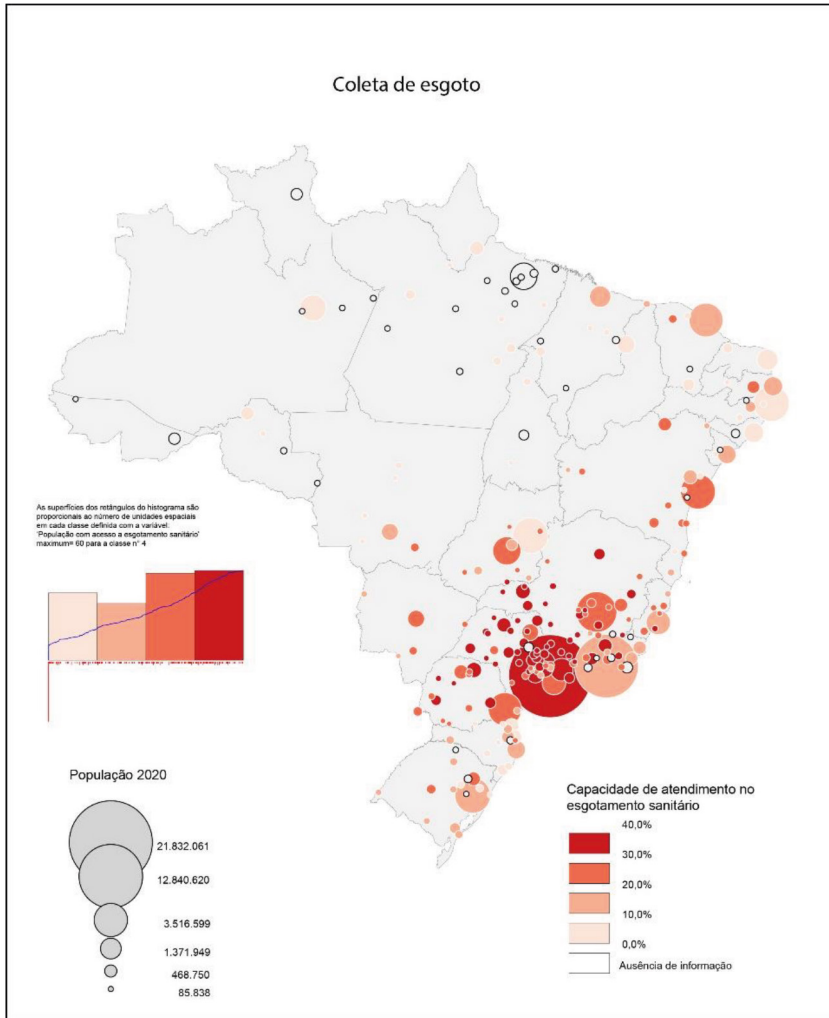 Coleta de esgoto
As superfícies dos retângulos do histograma são
proporcionais ao número de unidades espaciais
em cada classe definida com a variável:
'População com acesso a esgotamento sanitário'
maximum= 60 para a classe n° 4
População 2020
21.832.061
12.840.620
3.516.599
1.371.949
468.750
85.838
Capacidade de atendimento no
esgotamento sanitário
40,0%
30,0%
20,0%
10,0%
0,0%
Ausência de informação